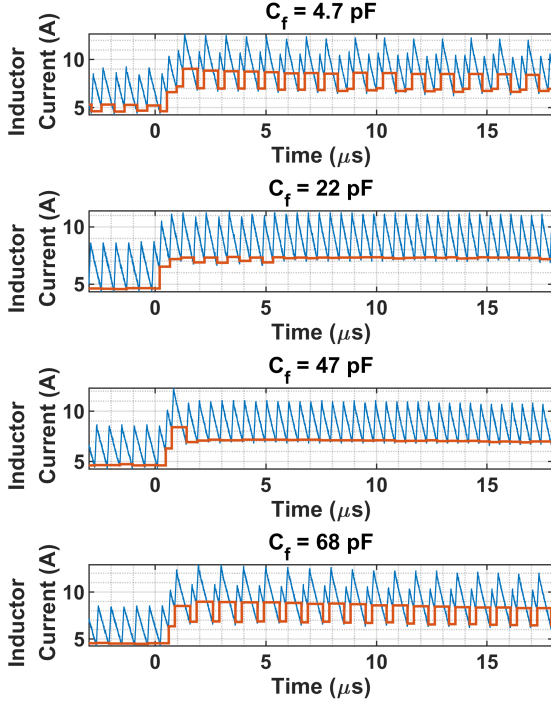 C_f = 4.7 pF
Inductor
Current (A)
10
5
0 5 10 15
Time (μs)
C_f = 22 pF
Inductor
Current (A)
10
5
0 5 10 15
Time (μs)
C_f = 47 pF
Inductor
Current (A)
10
5
0 5 10 15
Time (μs)
C_f = 68 pF
Inductor
Current (A)
10
5
0 5 10 15
Time (μs)